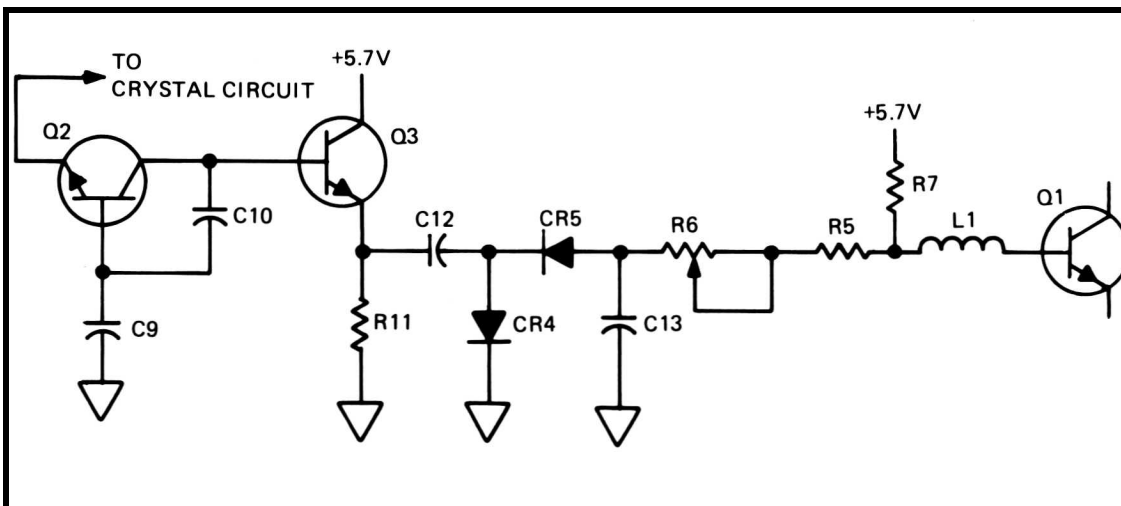 TO
CRYSTAL CIRCUIT
+5.7V
Q2
Q3
C10
C9
R11
C12
CR4
CR5
C13
R6
R5
+5.7V
R7
L1
Q1